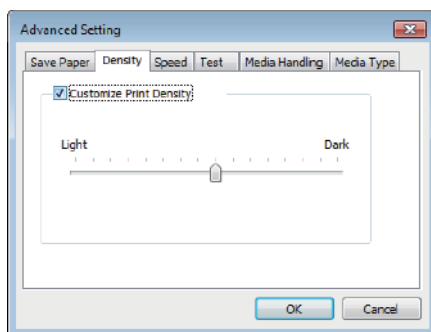 Advanced Setting
Save Paper Density Speed Test Media Handling Media Type
Customize Print Density
Light Dark
OK Cancel